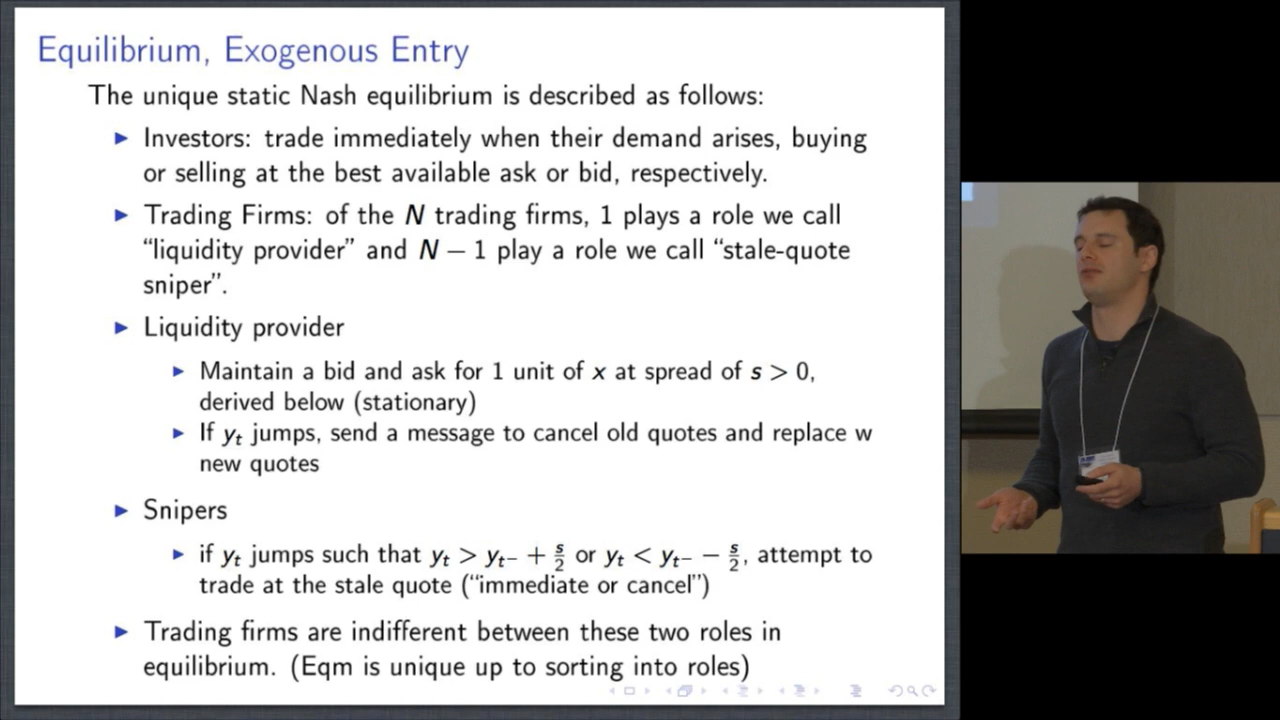 Equilibrium, Exogenous Entry
The unique static Nash equilibrium is described as follows:
▶ Investors: trade immediately when their demand arises, buying
or selling at the best available ask or bid, respectively.
▶ Trading Firms: of the N trading firms, 1 plays a role we call
“liquidity provider” and N − 1 play a role we call “stale-quote
sniper”.
▶ Liquidity provider
▶ Maintain a bid and ask for 1 unit of x at spread of s > 0,
derived below (stationary)
▶ If yₜ jumps, send a message to cancel old quotes and replace w
new quotes
▶ Snipers
▶ if yₜ jumps such that yₜ > yₜ₋ + s/2 or yₜ < yₜ₋ − s/2, attempt to
trade at the stale quote (“immediate or cancel”)
▶ Trading firms are indifferent between these two roles in
equilibrium. (Eqm is unique up to sorting into roles)